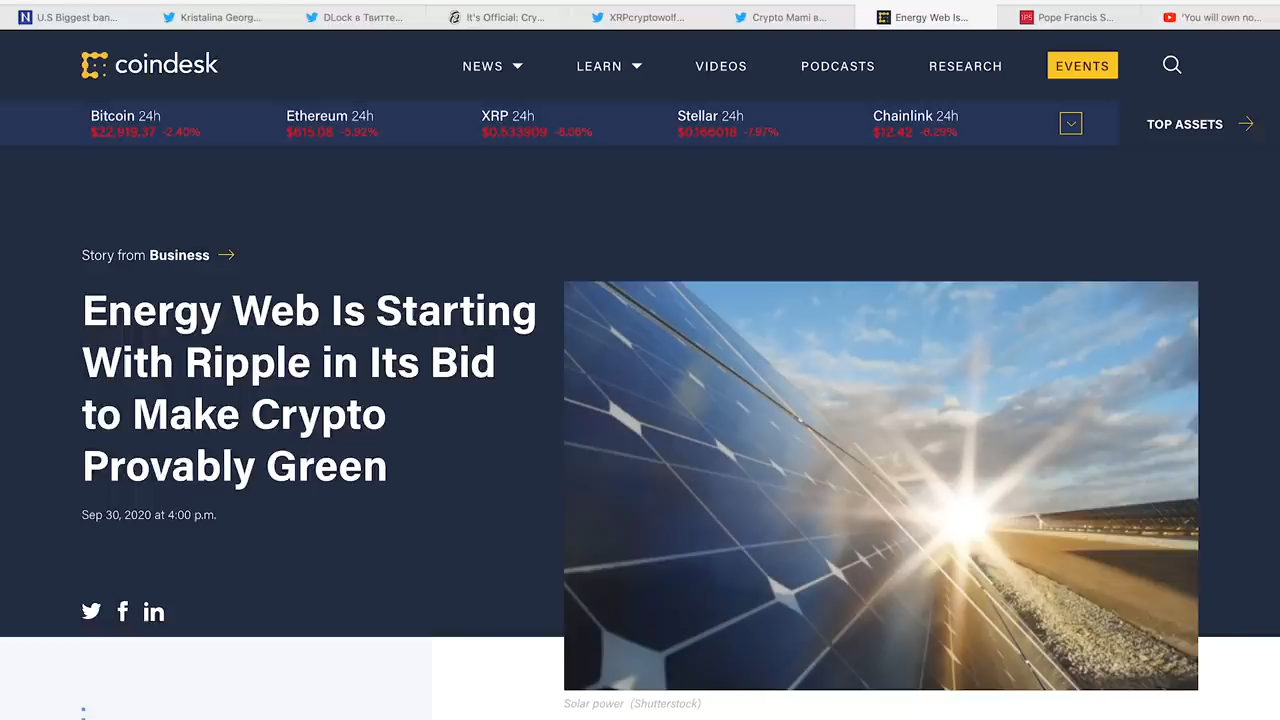 U.S Biggest ban...
Kristalina Georg...
DLock в Твитте...
It's Official: Cry...
XRPcryptowolf...
Crypto Mami в...
Energy Web Is...
Pope Francis S...
'You will own no...
coindesk
NEWS
LEARN
VIDEOS
PODCASTS
RESEARCH
EVENTS
Bitcoin 24h
$22,919.37 -2.40%
Ethereum 24h
$615.08 -5.92%
XRP 24h
$0.533909 -8.06%
Stellar 24h
$0.166018 -7.97%
Chainlink 24h
$12.42 -8.29%
TOP ASSETS
Story from Business
Energy Web Is Starting
With Ripple in Its Bid
to Make Crypto
Provably Green
Sep 30, 2020 at 4:00 p.m.
Solar power (Shutterstock)